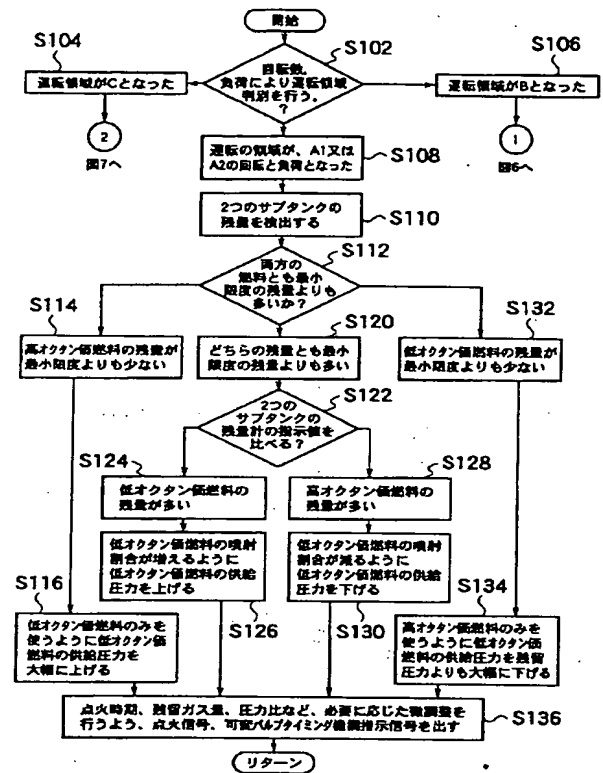 開始
S104
S102
S106
回転数、
負荷により運転領域
判別を行う。
?
運転領域がCとなった
運転領域がBとなった
2
図7へ
1
図6へ
運転の領域が、A1又は
A2の回転と負荷となった
S108
2つのサブタンクの
残量を検出する
S110
S112
両方の
燃料とも最小
限度の残量よりも
多いか?
S114
S120
S132
高オクタン価燃料の残量が
最小限度よりも少ない
どちらの残量とも最小
限度の残量よりも多い
低オクタン価燃料の残量が
最小限度よりも少ない
S122
2つの
サブタンクの
残量計の指示値を
比べる?
S124
S128
低オクタン価燃料の
残量が多い
高オクタン価燃料の
残量が多い
低オクタン価燃料の噴射
割合が増えるように
低オクタン価燃料の供給
圧力を上げる
低オクタン価燃料の噴射
割合が減るように
低オクタン価燃料の供給
圧力を下げる
S116
S126
S130
S134
低オクタン価燃料のみを
使うように低オクタン価
燃料の供給圧力を
大幅に上げる
高オクタン価燃料のみを
使うように低オクタン価
燃料の供給圧力を残留
圧力よりも大幅に下げる
点火時期、残留ガス量、圧力比など、必要に応じた微調整を
行うよう、点火信号、可変バルブタイミング機構指示信号を出す
S136
リターン